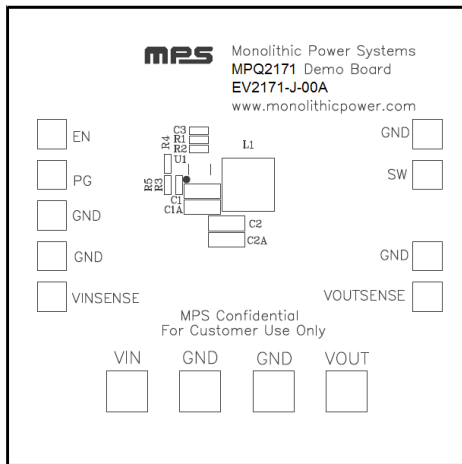 mps Monolithic Power Systems
MPQ2171 Demo Board
EV2171-J-00A
www.monolithicpower.com
EN
PG
GND
GND
VINSENSE
C3
R1
R2
R4
U1
R5
R3
C1
C1A
L1
C2
C2A
GND
SW
GND
VOUTSENSE
MPS Confidential
For Customer Use Only
VIN GND GND VOUT